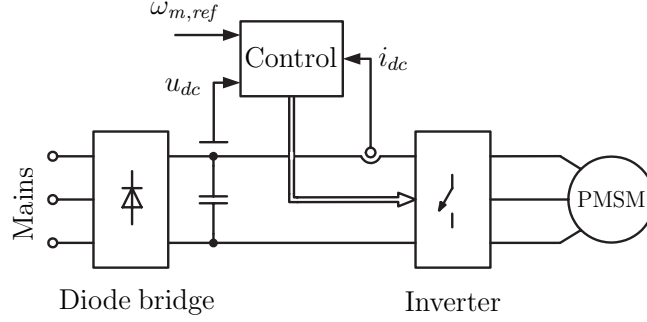 ω_{m,ref}
Control
i_{dc}
u_{dc}
Mains
PMSM
Diode bridge
Inverter